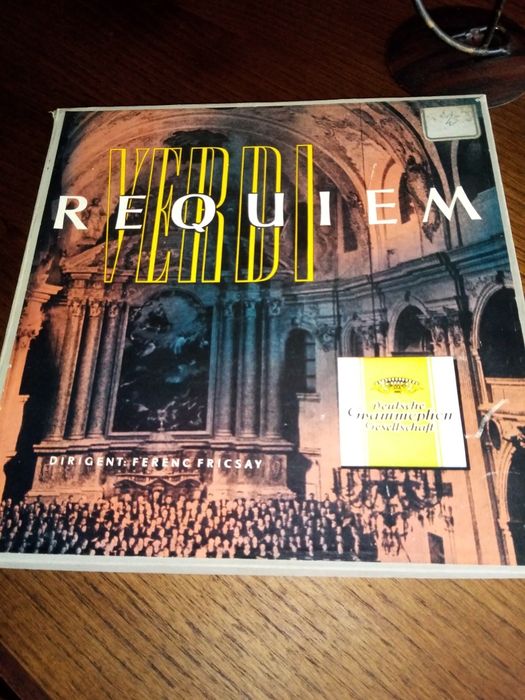 VERDI
REQUIEM
Deutsche
Grammophon
Gesellschaft
DIRIGENT: FERENC FRICSAY